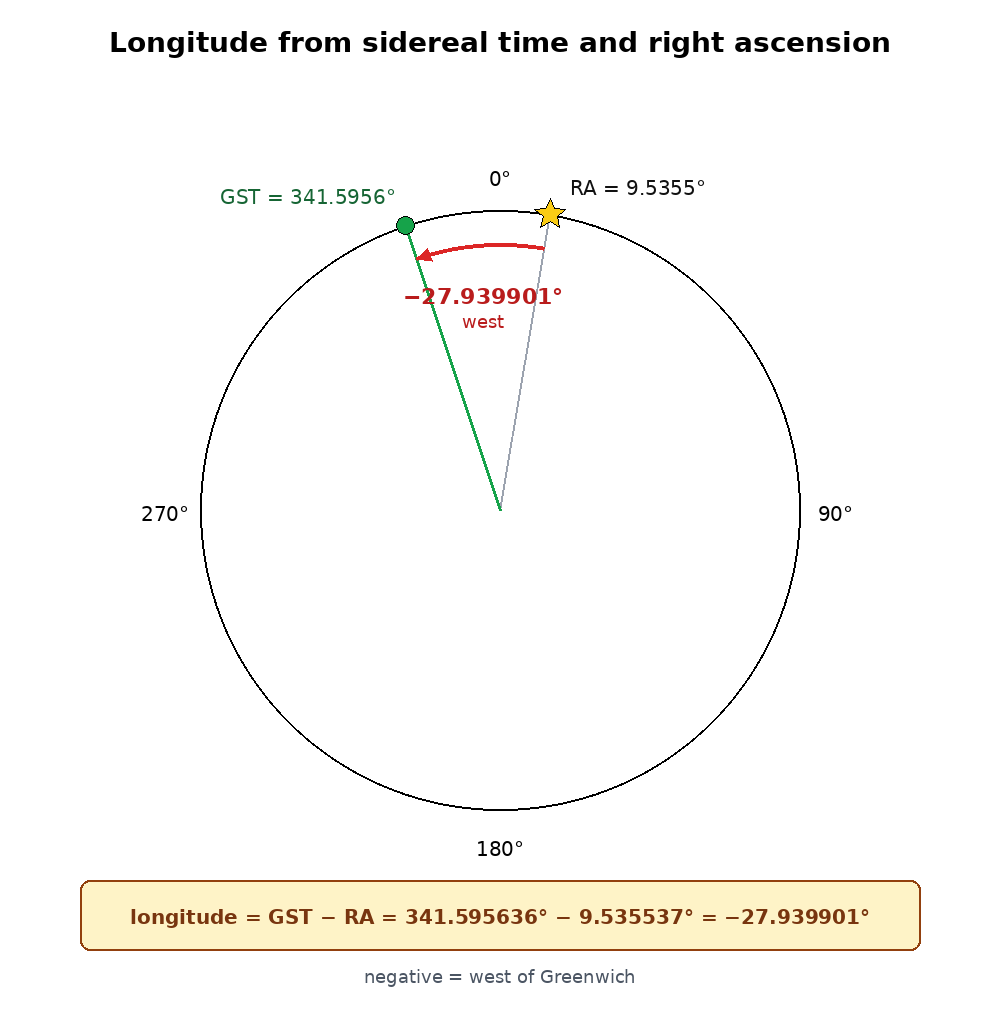 Longitude from sidereal time and right ascension
0°
RA = 9.5355°
GST = 341.5956°
−27.939901°
west
270°
90°
180°
longitude = GST − RA = 341.595636° − 9.535537° = −27.939901°
negative = west of Greenwich